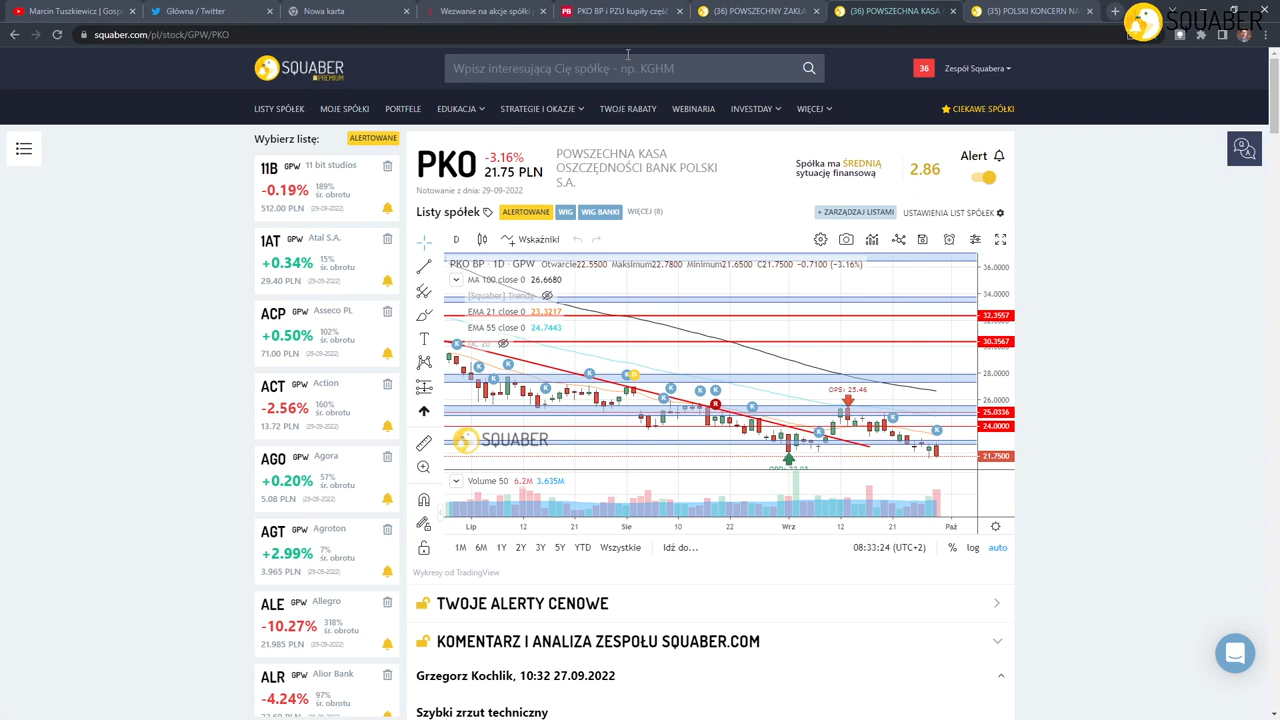 Marcin Tuszkiewicz (
Główna / Twitter
Nowa karta
Wezwanie na akcje spółki
PKO BP i PZU kupiły część
(36) POWSZECHNY ZAKŁA
(36) POWSZECHNA KASA
(35) POLSKI KONCERN NA
SQUABER
squaber.com/pl/stock/GPW/PKO
SQUABER
PREMIUM
Wpisz interesującą Cię spółkę - np. KGHM
36
Zespół Squabera
LISTY SPÓŁEK
MOJE SPÓŁKI
PORTFELE
EDUKACJA
STRATEGIE I OKAZJE
TWOJE RABATY
WEBINARIA
INVESTDAY
WIĘCEJ
CIEKAWE SPÓŁKI
Wybierz listę:
ALERTOWANE
11B GPW 11 bit studios
-0.19% 189% śr. obrotu
512.00 PLN (29-09-2022)
1AT GPW Atal S.A.
+0.34% 15% śr. obrotu
29.40 PLN (29-09-2022)
ACP GPW Asseco PL
+0.50% 102% śr. obrotu
71.00 PLN (29-09-2022)
ACT GPW Action
-2.56% 160% śr. obrotu
13.72 PLN (29-09-2022)
AGO GPW Agora
+0.20% 57% śr. obrotu
5.08 PLN (29-09-2022)
AGT GPW Agroton
+2.99% 7% śr. obrotu
3.965 PLN (29-09-2022)
ALE GPW Allegro
-10.27% 318% śr. obrotu
21.985 PLN (29-09-2022)
ALR GPW Alior Bank
-4.24% 97% śr. obrotu
PKO
-3.16%
21.75 PLN
POWSZECHNA KASA
OSZCZĘDNOŚCI BANK POLSKI
S.A.
Notowanie z dnia: 29-09-2022
Spółka ma ŚREDNIĄ
sytuację finansową
2.86
Alert
Listy spółek
ALERTOWANE
WIG
WIG BANKI
WIĘCEJ (8)
+ ZARZĄDZAJ LISTAMI
USTAWIENIA LIST SPÓŁEK
D
Wskaźniki
PKO BP · 1D · GPW Otwarcie22.5500 Maksimum22.7800 Minimum21.6500 C21.7500 -0.7100 (-3.16%)
MA 100 close 0 26.6680
[Squaber] Trendy
EMA 21 close 0 23.3217
EMA 55 close 0 24.7443
36.0000
34.0000
32.3557
30.3567
28.0000
26.0000
25.0336
24.0000
21.7500
OPS: 25.46
SQUABER
Volume 50 6.2M 3.635M
Lip
12
21
Sie
10
22
Wrz
12
21
Paź
1M
6M
1Y
2Y
3Y
5Y
YTD
Wszystkie
Idź do...
08:33:24 (UTC+2)
%
log
auto
Wykresy od TradingView
TWOJE ALERTY CENOWE
KOMENTARZ I ANALIZA ZESPOŁU SQUABER.COM
Grzegorz Kochlik, 10:32 27.09.2022
Szybki zrzut techniczny